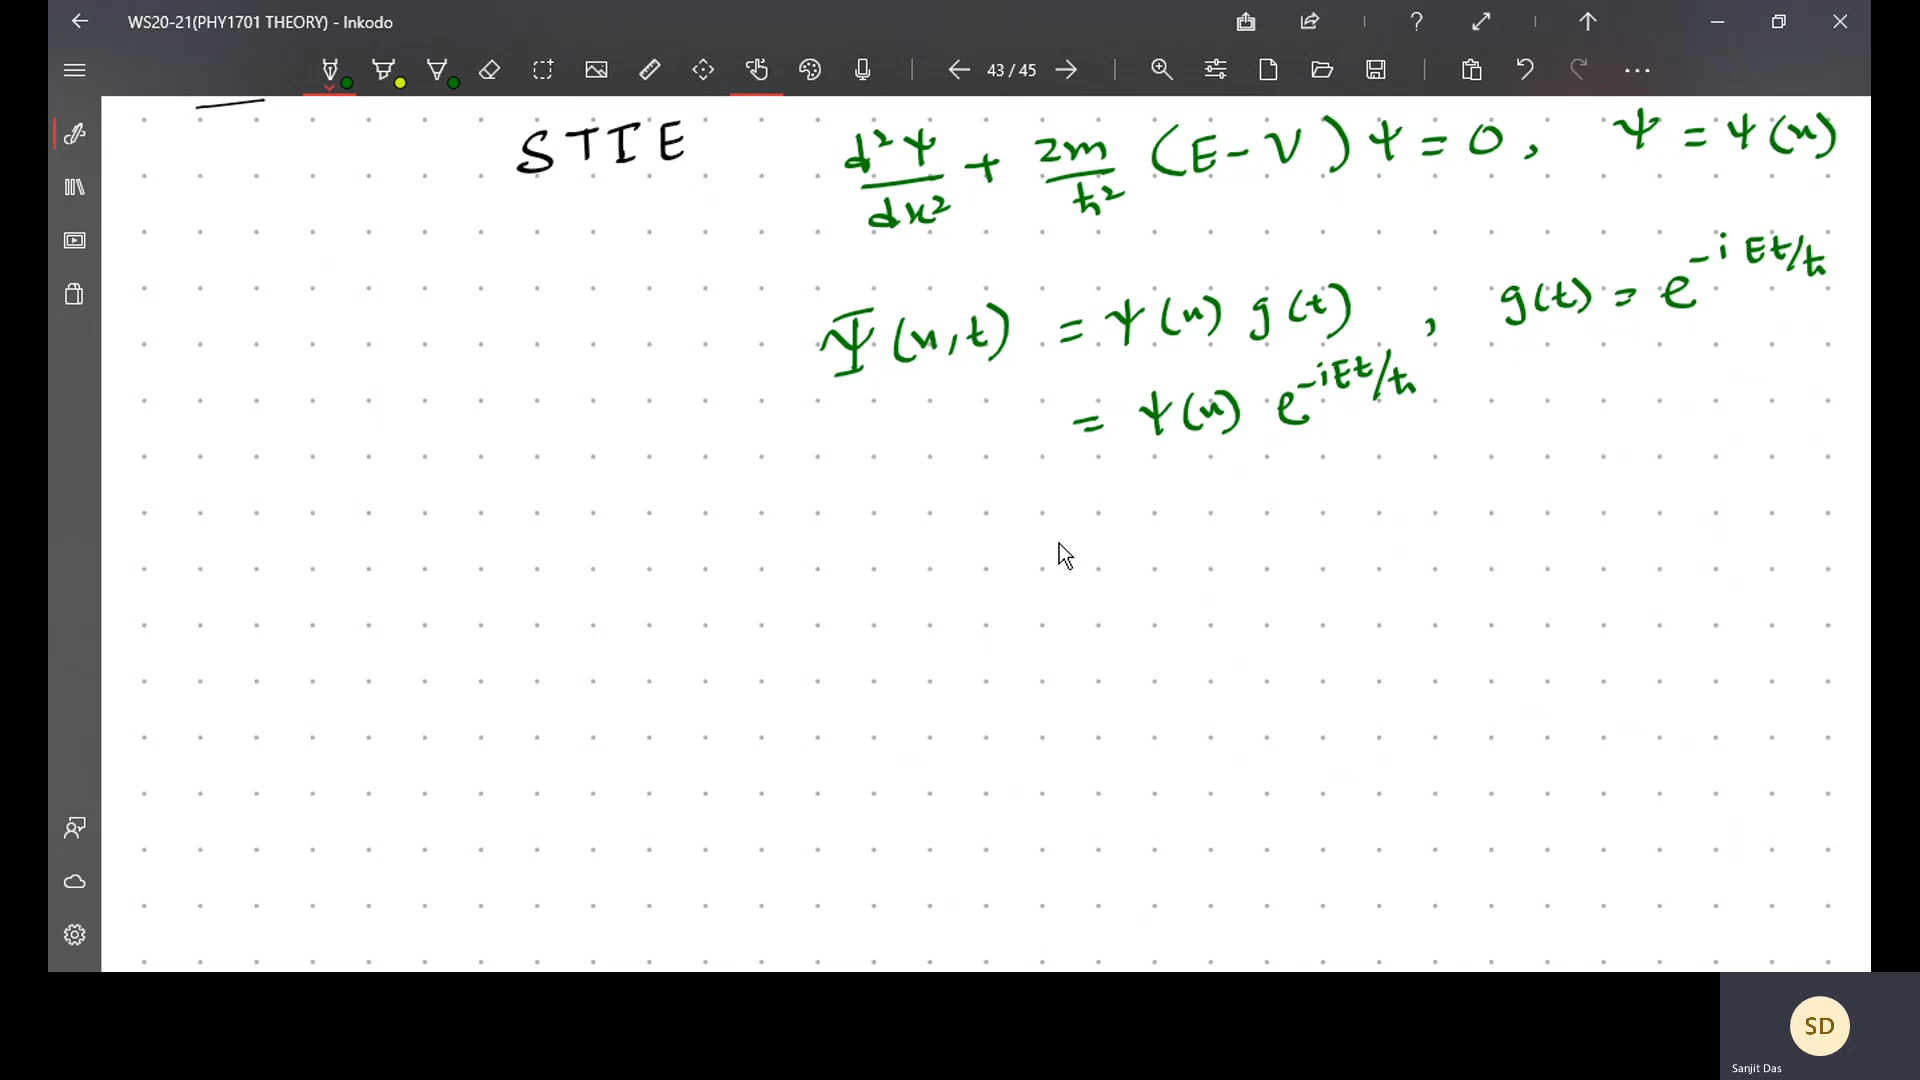 WS20-21(PHY1701 THEORY) - Inkodo
43 / 45
STIE d²ψ/dx² + 2m/ħ² (E - V) ψ = 0, ψ = ψ(x)
Ψ(x,t) = ψ(x) g(t), g(t) = e^{-iEt/ħ}
= ψ(x) e^{-iEt/ħ}
SD
Sanjit Das